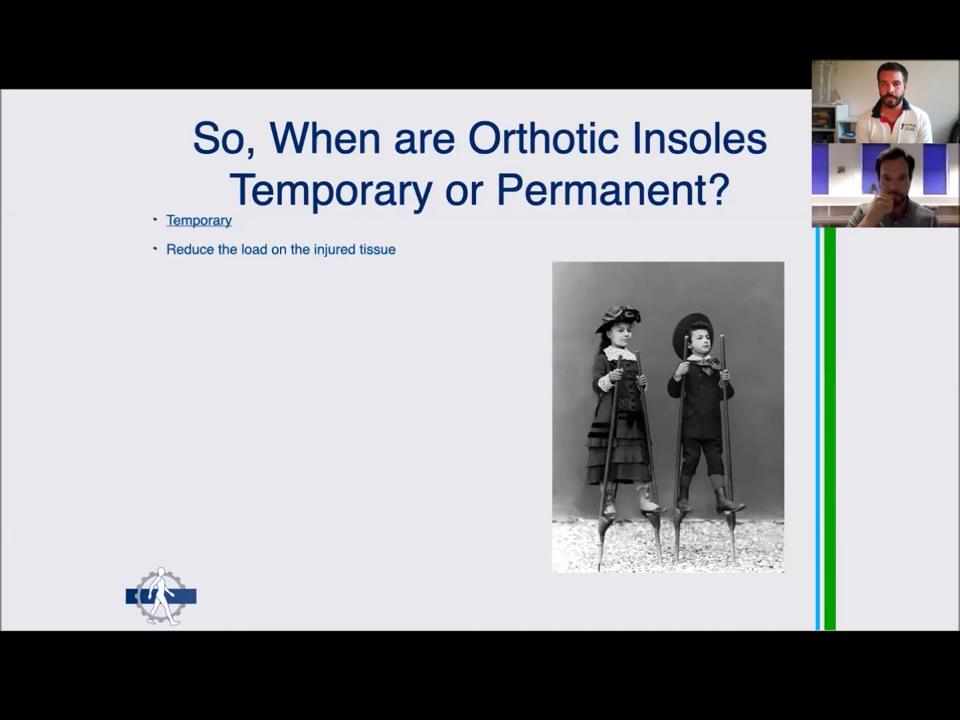 So, When are Orthotic Insoles
Temporary or Permanent?
• Temporary
• Reduce the load on the injured tissue